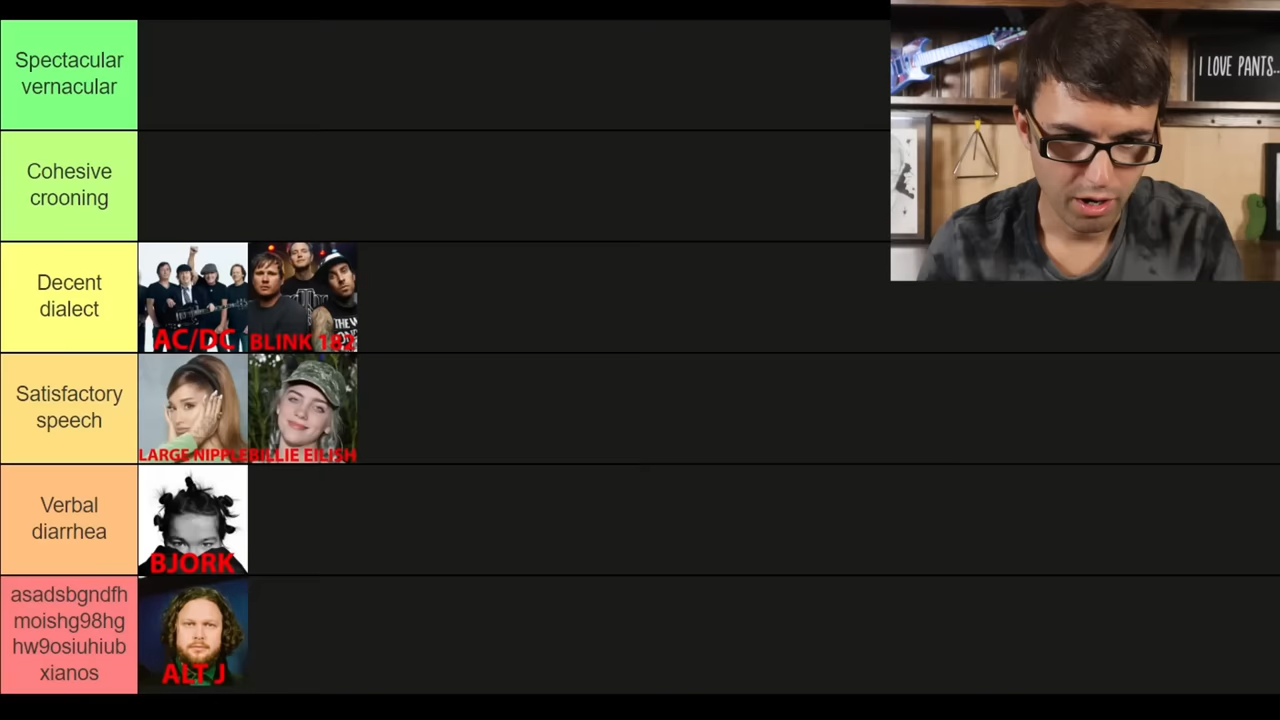 Spectacular
vernacular
I LOVE PANTS..
Cohesive
crooning
Decent
dialect
AC/DC
BLINK 182
Satisfactory
speech
LARGE NIPPLE
BILLIE EILISH
Verbal
diarrhea
BJORK
asadsbgndfh
moishg98hg
hw9osiuhiub
xianos
ALT J